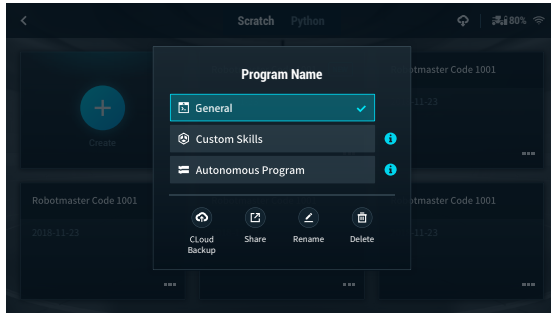 Scratch Python
80%
Program Name
General
Custom Skills
Autonomous Program
CLoud Backup
Share
Rename
Delete
Create
botmaster Code 1001
-11-23
Robotmaster Code 1001
2018-11-23
botmaster Code 1001
-11-23